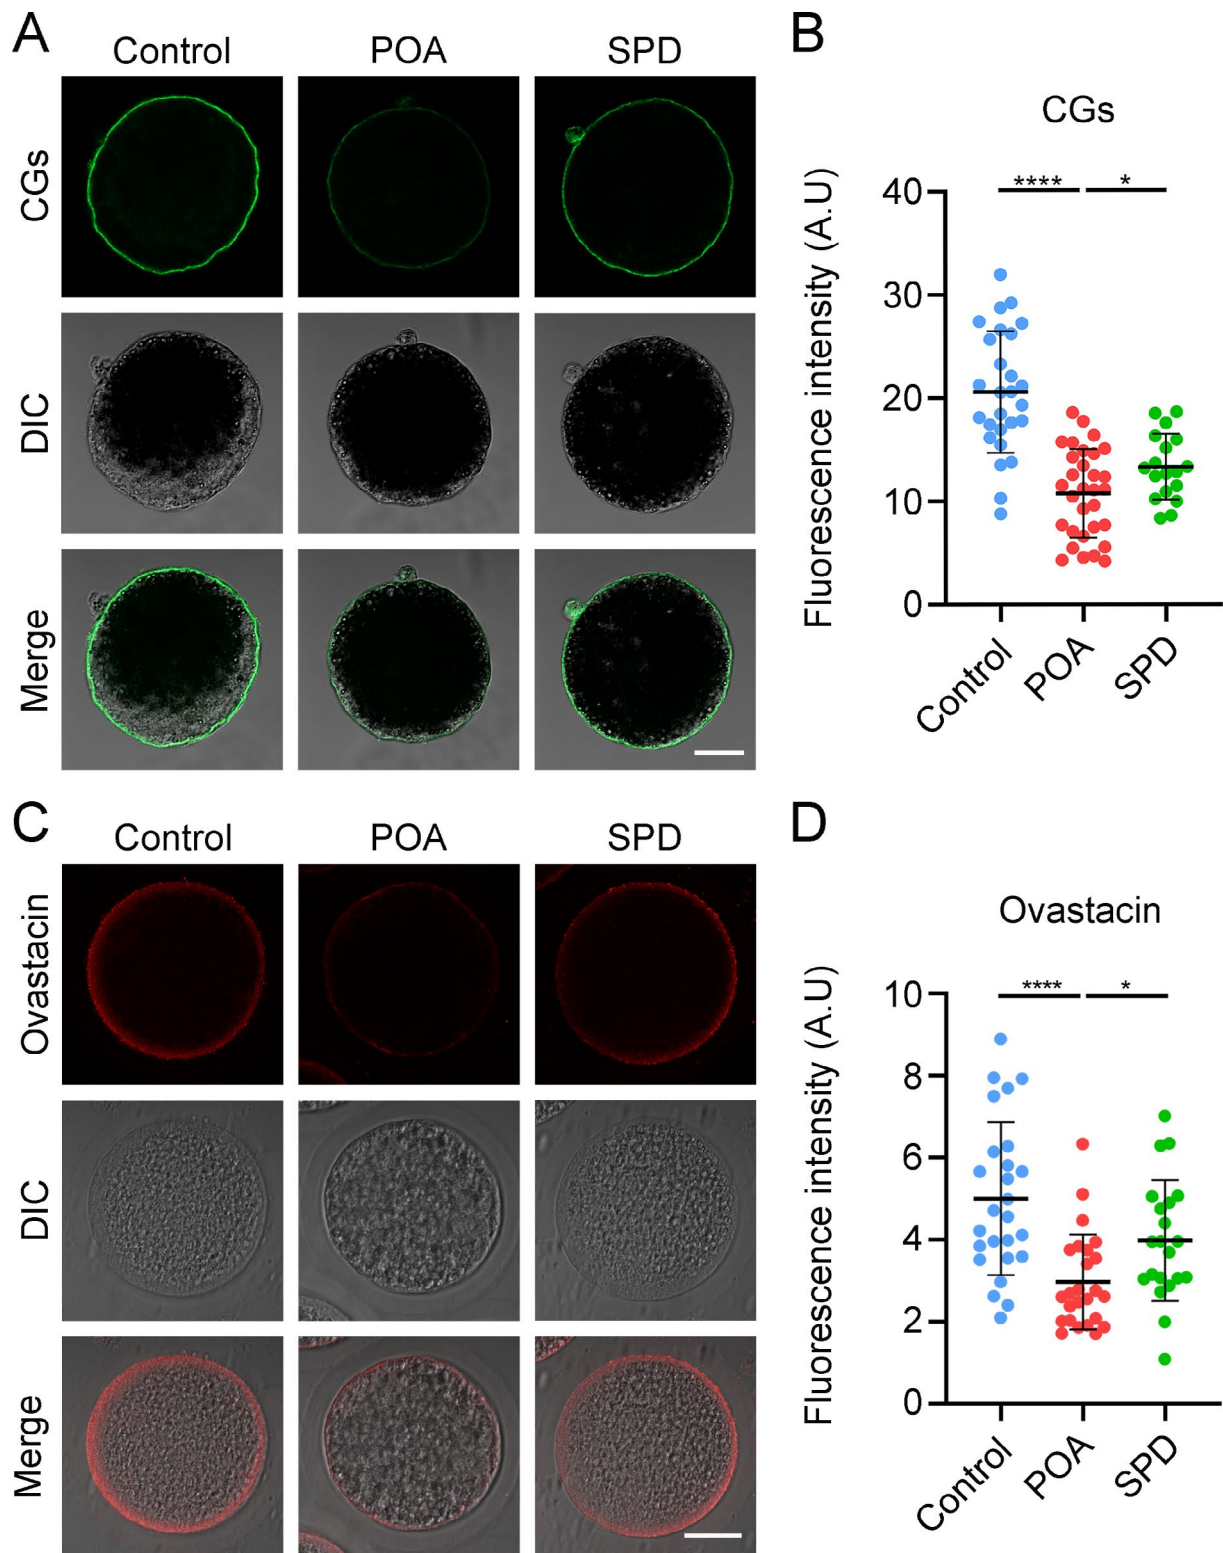 A
Control
POA
SPD
CGs
DIC
Merge
B
CGs
Fluorescence intensity (A.U)
****
*
40
30
20
10
0
Control
POA
SPD
C
Control
POA
SPD
Ovastacin
DIC
Merge
D
Ovastacin
Fluorescence intensity (A.U)
****
*
10
8
6
4
2
0
Control
POA
SPD